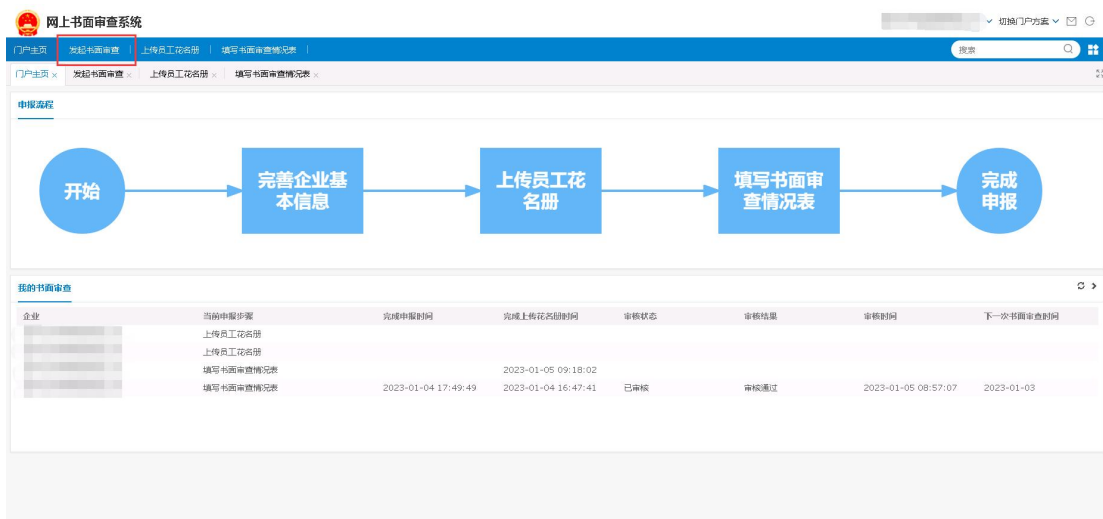 网上书面审查系统
切换门户方案
门户主页 发起书面审查 上传员工花名册 填写书面审查情况表 搜索
门户主页 发起书面审查 上传员工花名册 填写书面审查情况表
申报流程
开始
完善企业基
本信息
上传员工花
名册
填写书面审
查情况表
完成
申报
我的书面审查
企业 当前申报步骤 完成申报时间 完成上传花名册时间 审核状态 审核结果 审核时间 下一次书面审查时间
上传员工花名册
上传员工花名册
填写书面审查情况表 2023-01-05 09:18:02
填写书面审查情况表 2023-01-04 17:49:49 2023-01-04 16:47:41 已审核 审核通过 2023-01-05 08:57:07 2023-01-03